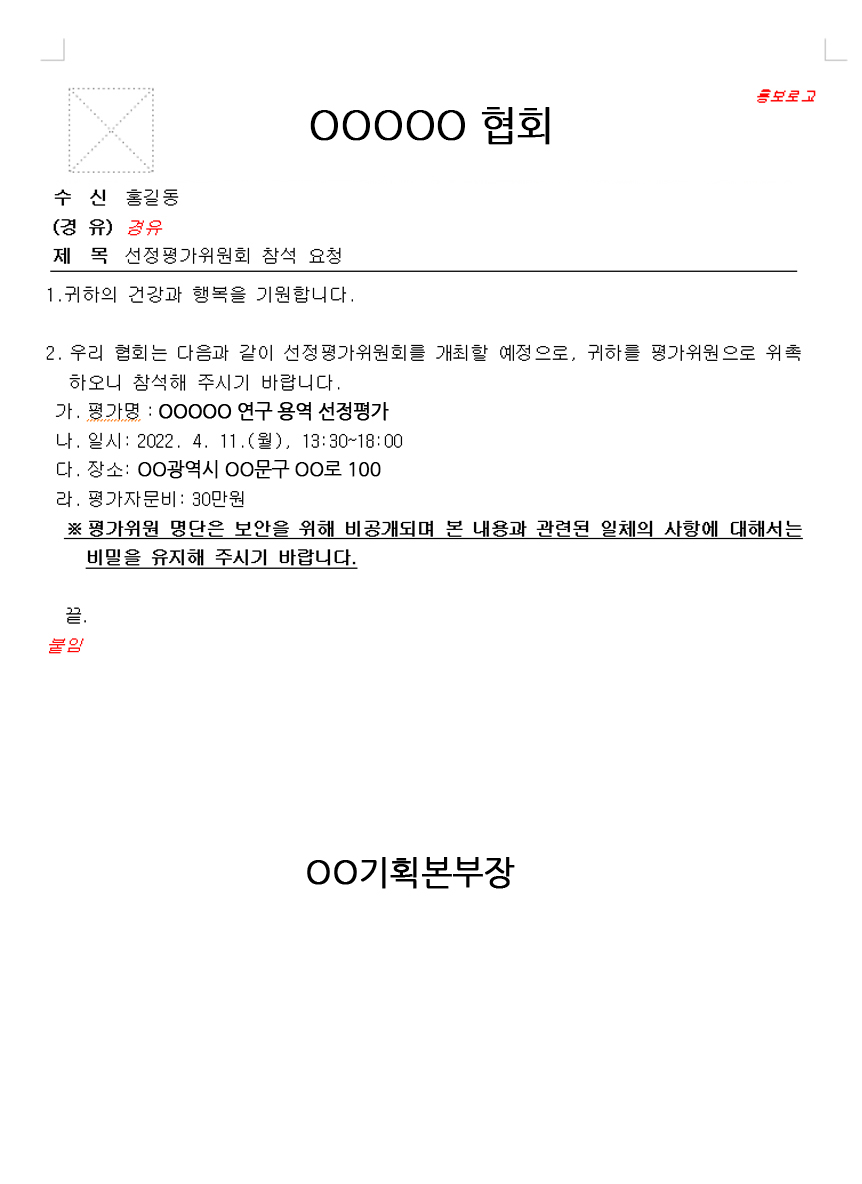 홍보로고
OOOOO 협회
수 신 홍길동
(경 유) 경유
제 목 선정평가위원회 참석 요청
1.귀하의 건강과 행복을 기원합니다.
2. 우리 협회는 다음과 같이 선정평가위원회를 개최할 예정으로, 귀하를 평가위원으로 위촉
하오니 참석해 주시기 바랍니다.
가. 평가명 : OOOOO 연구 용역 선정평가
나. 일시: 2022. 4. 11.(월), 13:30~18:00
다. 장소: OO광역시 OO문구 OO로 100
라. 평가자문비: 30만원
※ 평가위원 명단은 보안을 위해 비공개되며 본 내용과 관련된 일체의 사항에 대해서는
비밀을 유지해 주시기 바랍니다.
끝.
붙임
OO기획본부장